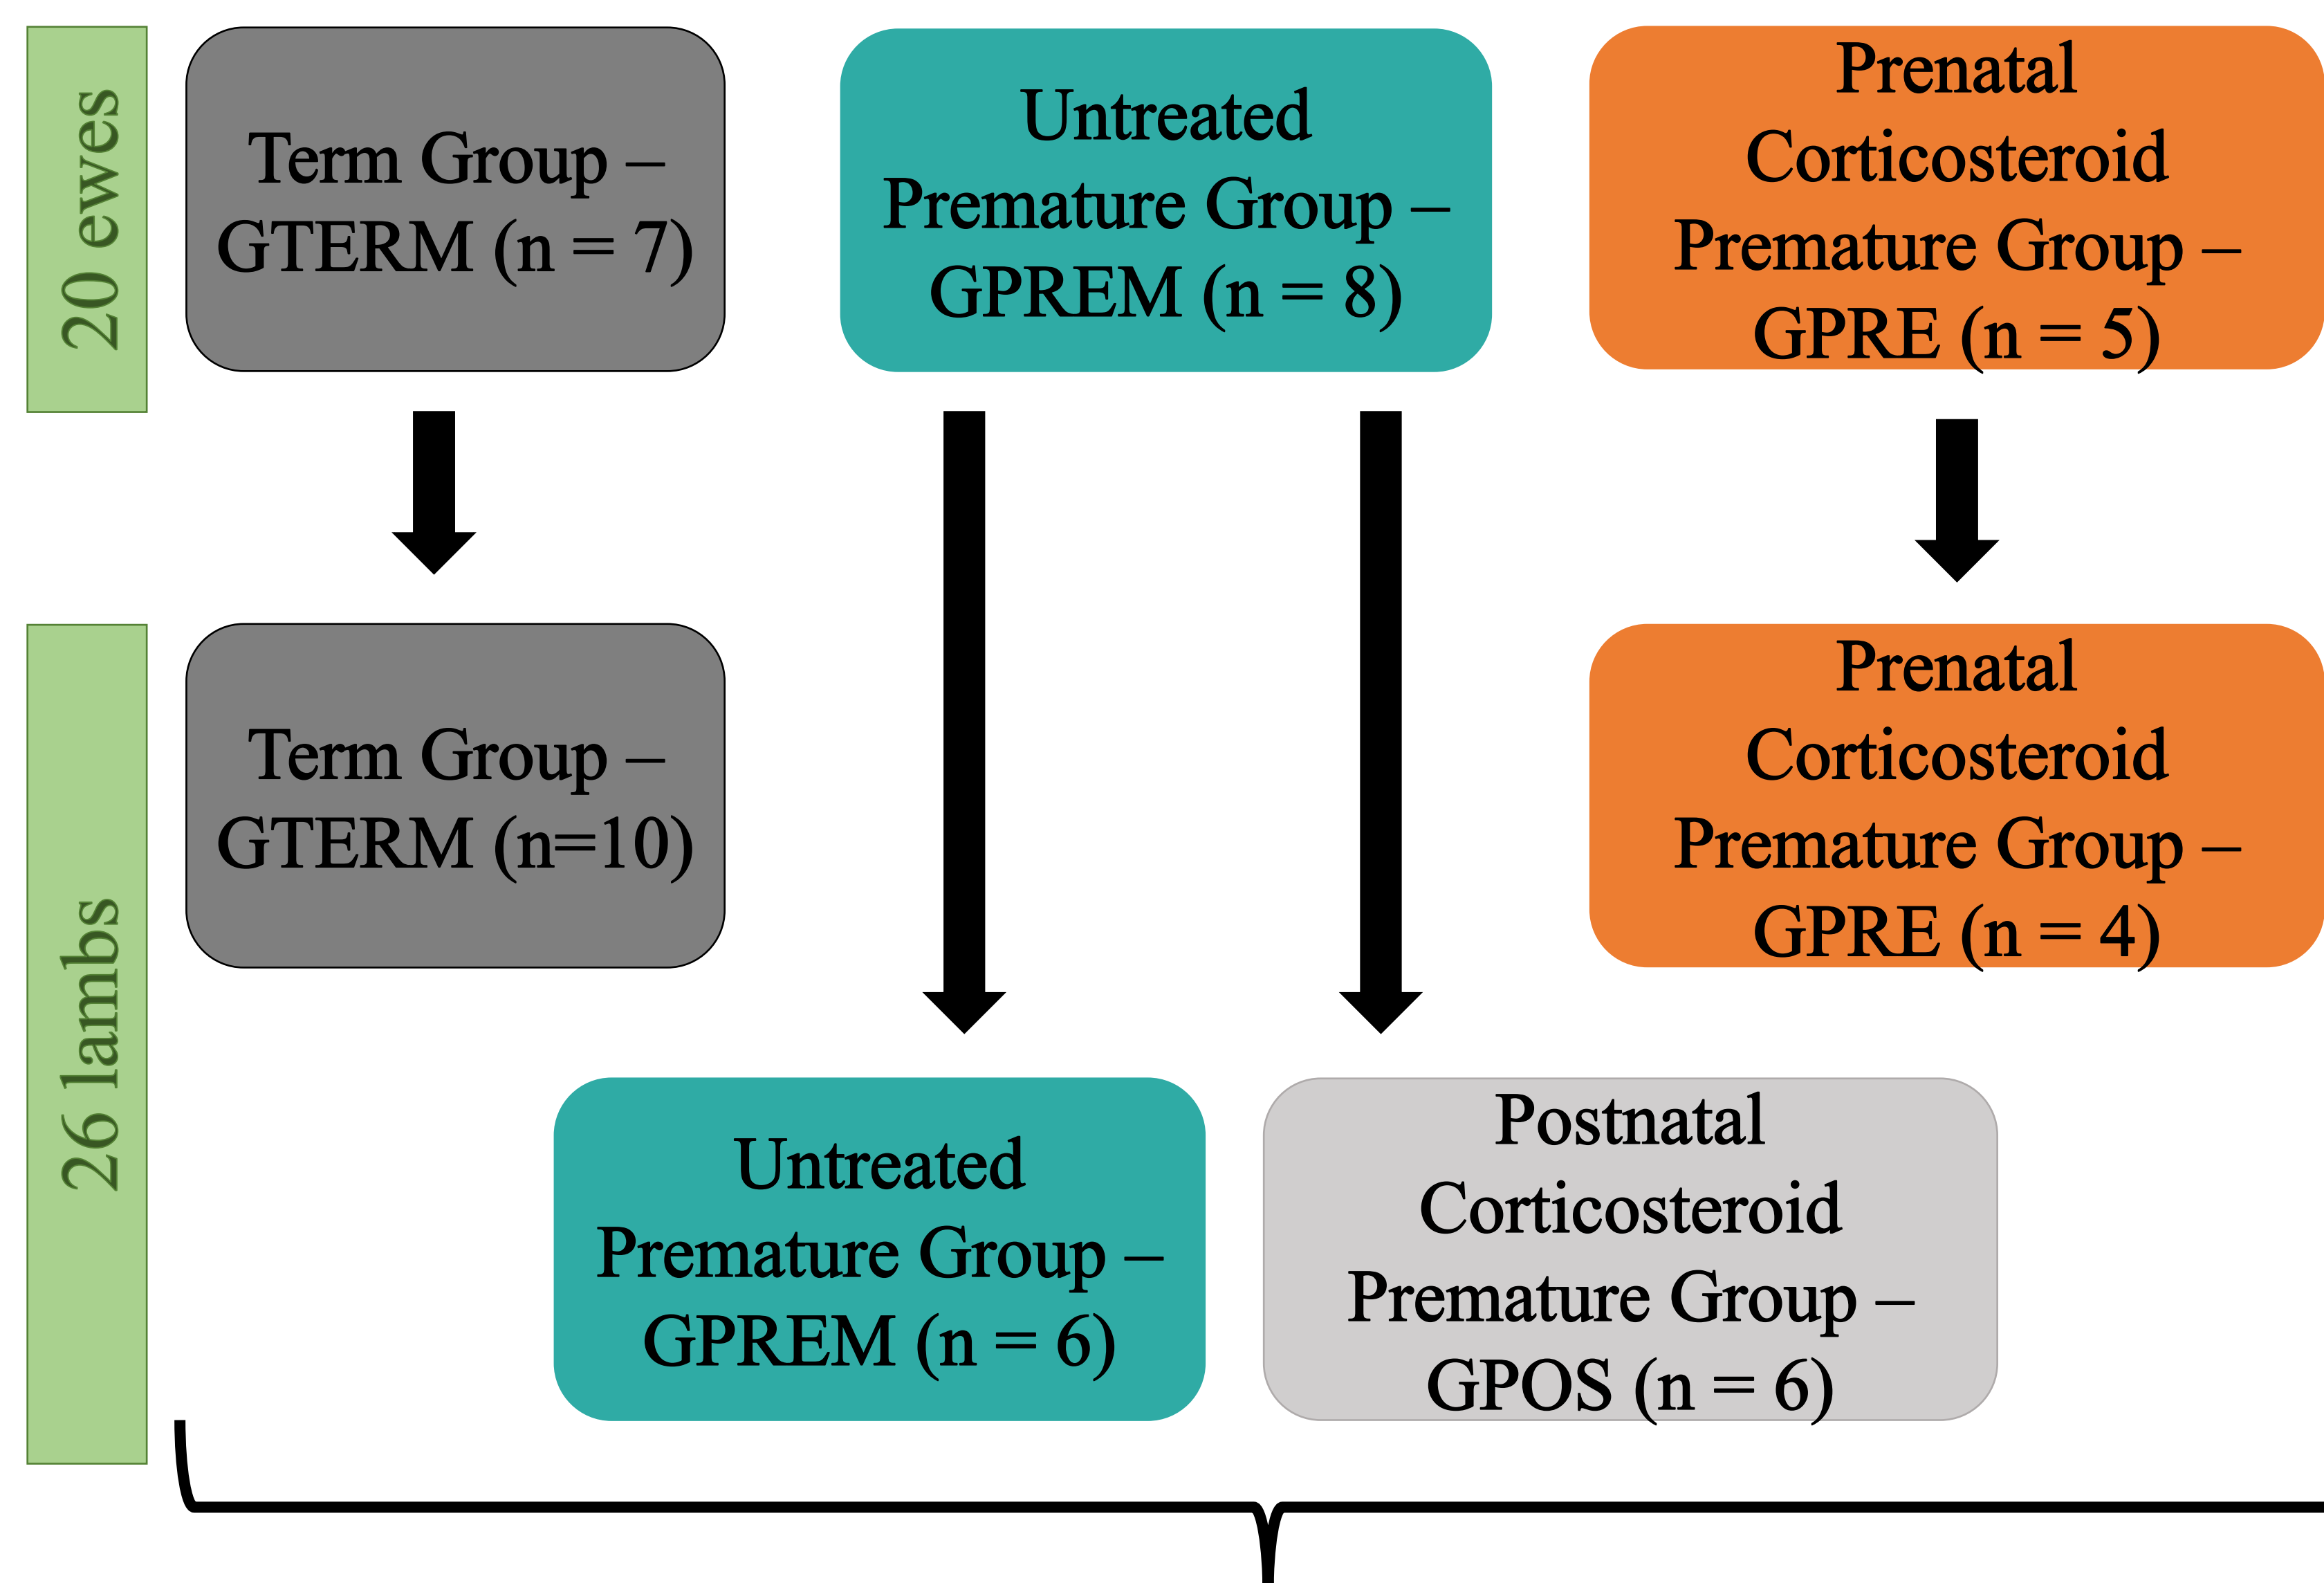 20 ewes
Term Group –
GTERM (n = 7)
Untreated
Premature Group –
GPREM (n = 8)
Prenatal
Corticosteroid
Premature Group –
GPRE (n = 5)
26 lambs
Term Group –
GTERM (n=10)
Prenatal
Corticosteroid
Premature Group –
GPRE (n = 4)
Untreated
Premature Group –
GPREM (n = 6)
Postnatal
Corticosteroid
Premature Group –
GPOS (n = 6)